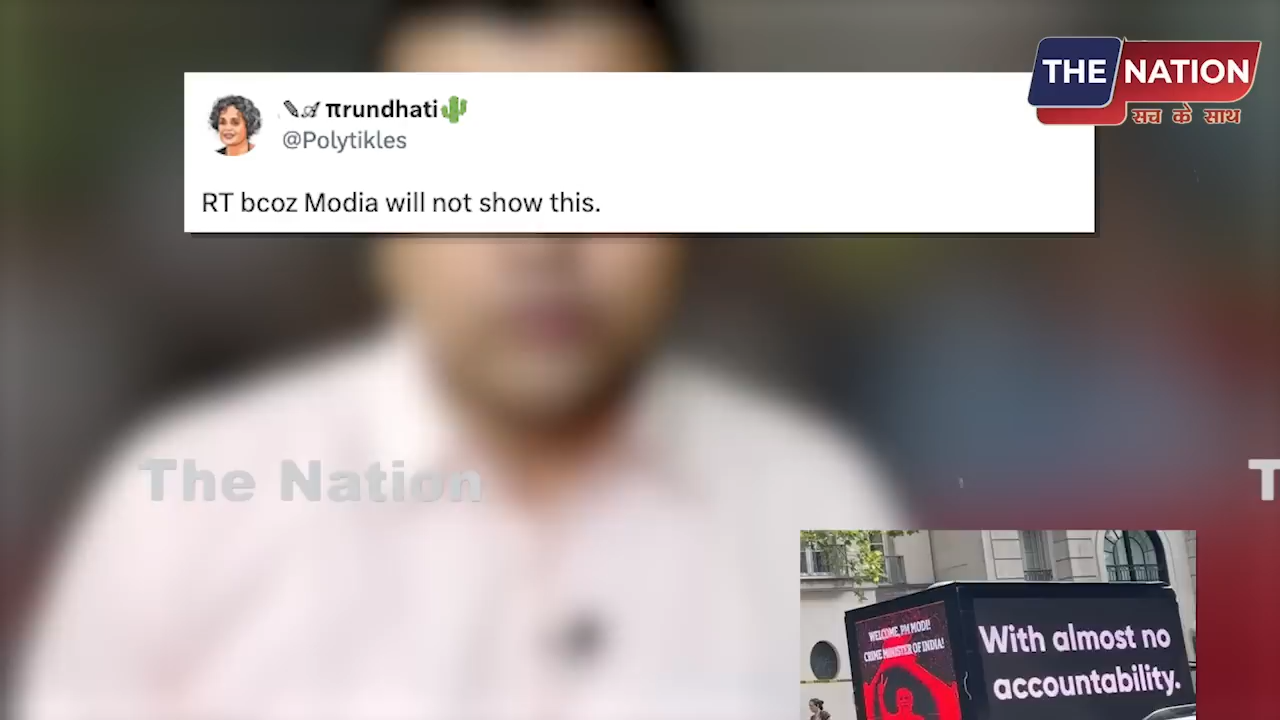 THE NATION
सच के साथ
πrundhati🌵
@Polytikles
RT bcoz Modia will not show this.
The Nation
T
WELCOME, PM MODI!
CRIME MINISTER OF INDIA!
With almost no
accountability.